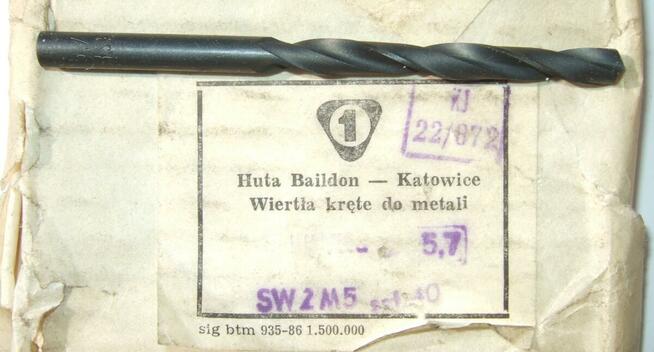 1
22/872
Huta Baildon — Katowice
Wiertła kręte do metali
5,7
SW2M5
sig btm 935-86 1.500.000